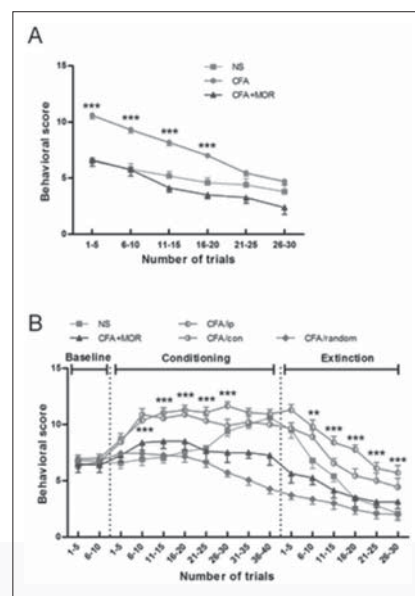 A
NS
CFA
CFA+MOR
15
***
***
***
***
10
5
0
Behavioral score
1-5 6-10 11-15 16-20 21-25 26-30
Number of trials
B
NS CFA/ip
CFA+MOR CFA/con CFA/random
Baseline Conditioning Extinction
15
***
***
***
***
***
**
***
***
***
***
10
5
0
Behavioral score
1-5 6-10 1-5 6-10 11-15 16-20 21-25 26-30 31-35 36-40 1-5 6-10 11-15 16-20 21-25 26-30
Number of trials